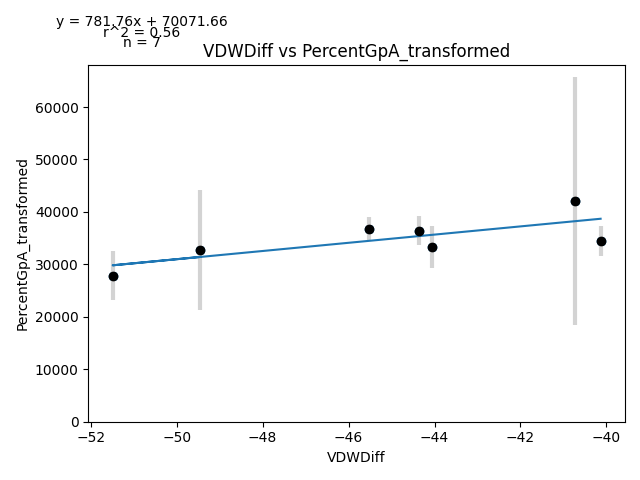 y = 781.76x + 70071.66
r^2 = 0.56
n = 7
VDWDiff vs PercentGpA_transformed
PercentGpA_transformed
60000
50000
40000
30000
20000
10000
0
−52
−50
−48
−46
−44
−42
−40
VDWDiff